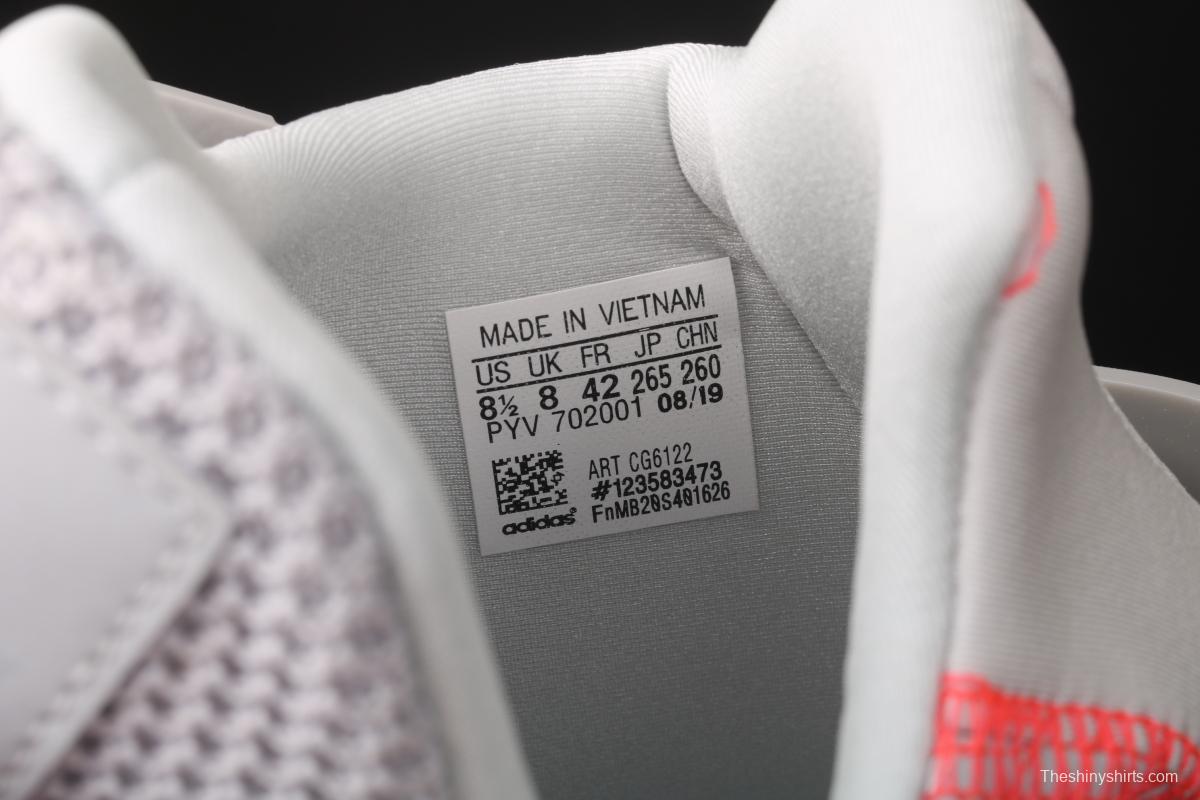 MADE IN VIETNAM
US UK FR JP CHN
8½ 8 42 265 260
PYV 702001 08/19
ART CG6122
#123583473
FnMB20S401626
adidas®
Theshinyshirts.com